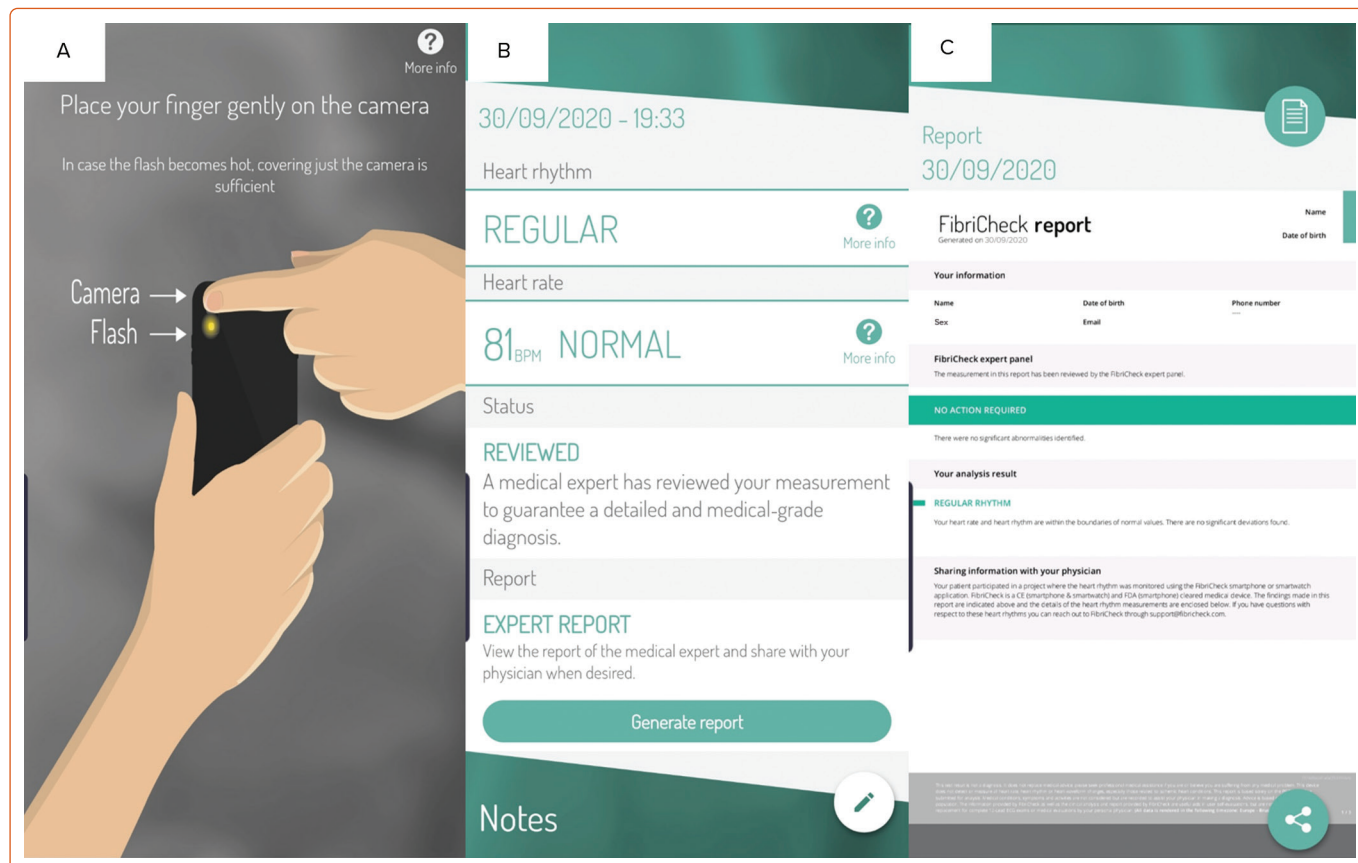 A
More info
Place your finger gently on the camera
In case the flash becomes hot, covering just the camera is
sufficient
Camera
Flash
B
30/09/2020 - 19:33
Heart rhythm
REGULAR
More info
Heart rate
81 BPM NORMAL
More info
Status
REVIEWED
A medical expert has reviewed your measurement
to guarantee a detailed and medical-grade
diagnosis.
Report
EXPERT REPORT
View the report of the medical expert and share with your
physician when desired.
Generate report
Notes
C
Report
30/09/2020
FibriCheck report
Generated on 30/09/2020
Name
Date of birth
Your information
Name Date of birth Phone number
Sex Email
FibriCheck expert panel
The measurement in this report has been reviewed by the FibriCheck expert panel.
NO ACTION REQUIRED
There were no significant abnormalities identified.
Your analysis result
REGULAR RHYTHM
Your heart rate and heart rhythm are within the boundaries of normal values. There are no significant deviations found.
Sharing information with your physician
Your patient participated in a project where the heart rhythm was monitored using the FibriCheck smartphone or smartwatch
application. FibriCheck is a CE (smartphone & smartwatch) and FDA (smartphone) cleared medical device. The findings made in this
report are indicated above and the details of the heart rhythm measurements are enclosed below. If you have questions with
respect to these heart rhythms you can reach out to FibriCheck through support@fibricheck.com.